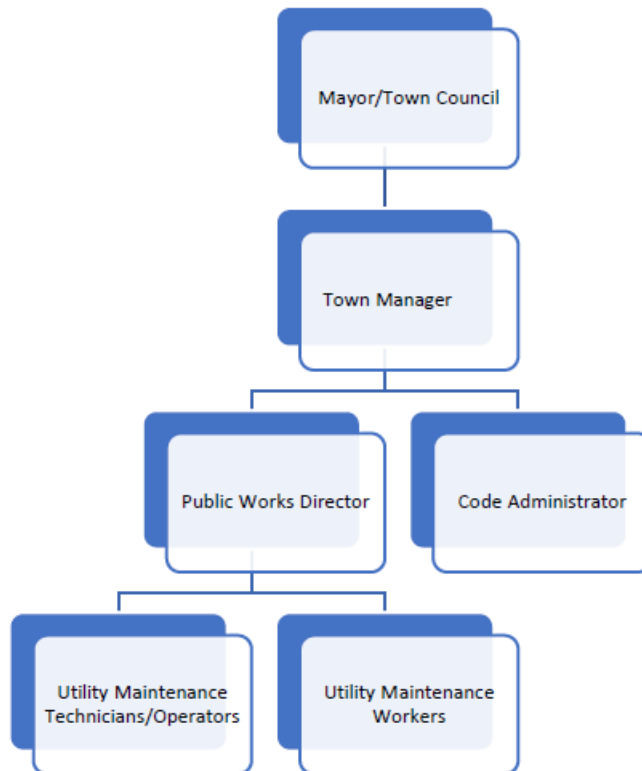 Mayor/Town Council
Town Manager
Public Works Director
Code Administrator
Utility Maintenance
Technicians/Operators
Utility Maintenance
Workers